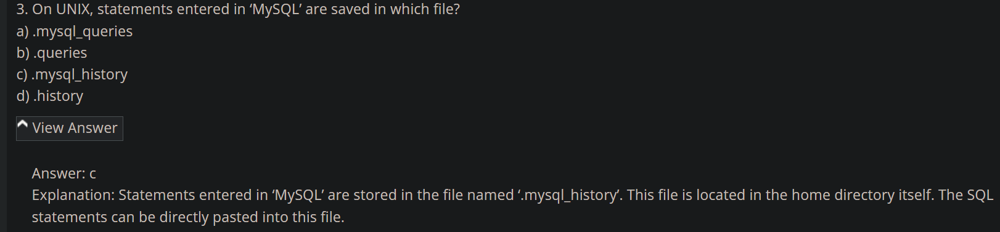 3. On UNIX, statements entered in ‘MySQL’ are saved in which file?
a) .mysql_queries
b) .queries
c) .mysql_history
d) .history
View Answer
Answer: c
Explanation: Statements entered in ‘MySQL’ are stored in the file named ‘.mysql_history’. This file is located in the home directory itself. The SQL
statements can be directly pasted into this file.